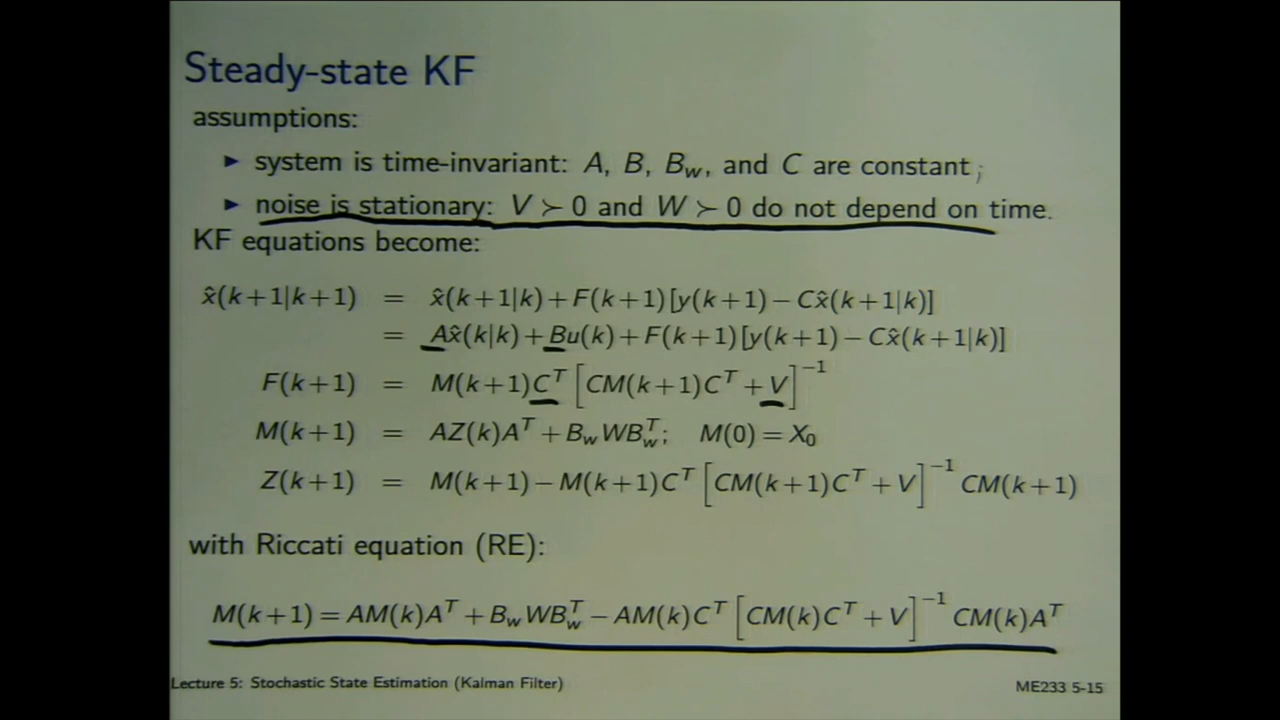 Steady-state KF
assumptions:
▶ system is time-invariant: A, B, B_w, and C are constant;
▶ noise is stationary: V ≻ 0 and W ≻ 0 do not depend on time.
KF equations become:
x̂(k+1|k+1) = x̂(k+1|k)+F(k+1)[y(k+1)−Cx̂(k+1|k)]
= Ax̂(k|k)+Bu(k)+F(k+1)[y(k+1)−Cx̂(k+1|k)]
F(k+1) = M(k+1)C^T [CM(k+1)C^T+V]^−1
M(k+1) = AZ(k)A^T+B_wWB_w^T; M(0)=X_0
Z(k+1) = M(k+1)−M(k+1)C^T [CM(k+1)C^T+V]^−1 CM(k+1)
with Riccati equation (RE):
M(k+1)=AM(k)A^T+B_wWB_w^T−AM(k)C^T [CM(k)C^T+V]^−1 CM(k)A^T
Lecture 5: Stochastic State Estimation (Kalman Filter) ME233 5-15